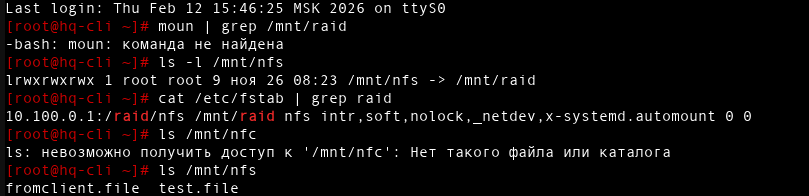 Last login: Thu Feb 12 15:46:25 MSK 2026 on ttyS0
[root@hq-cli ~]# moun | grep /mnt/raid
-bash: moun: команда не найдена
[root@hq-cli ~]# ls -l /mnt/nfs
lrwxrwxrwx 1 root root 9 ноя 26 08:23 /mnt/nfs -> /mnt/raid
[root@hq-cli ~]# cat /etc/fstab | grep raid
10.100.0.1:/raid/nfs /mnt/raid nfs intr,soft,nolock,_netdev,x-systemd.automount 0 0
[root@hq-cli ~]# ls /mnt/nfc
ls: невозможно получить доступ к '/mnt/nfc': Нет такого файла или каталога
[root@hq-cli ~]# ls /mnt/nfs
fromclient.file  test.file